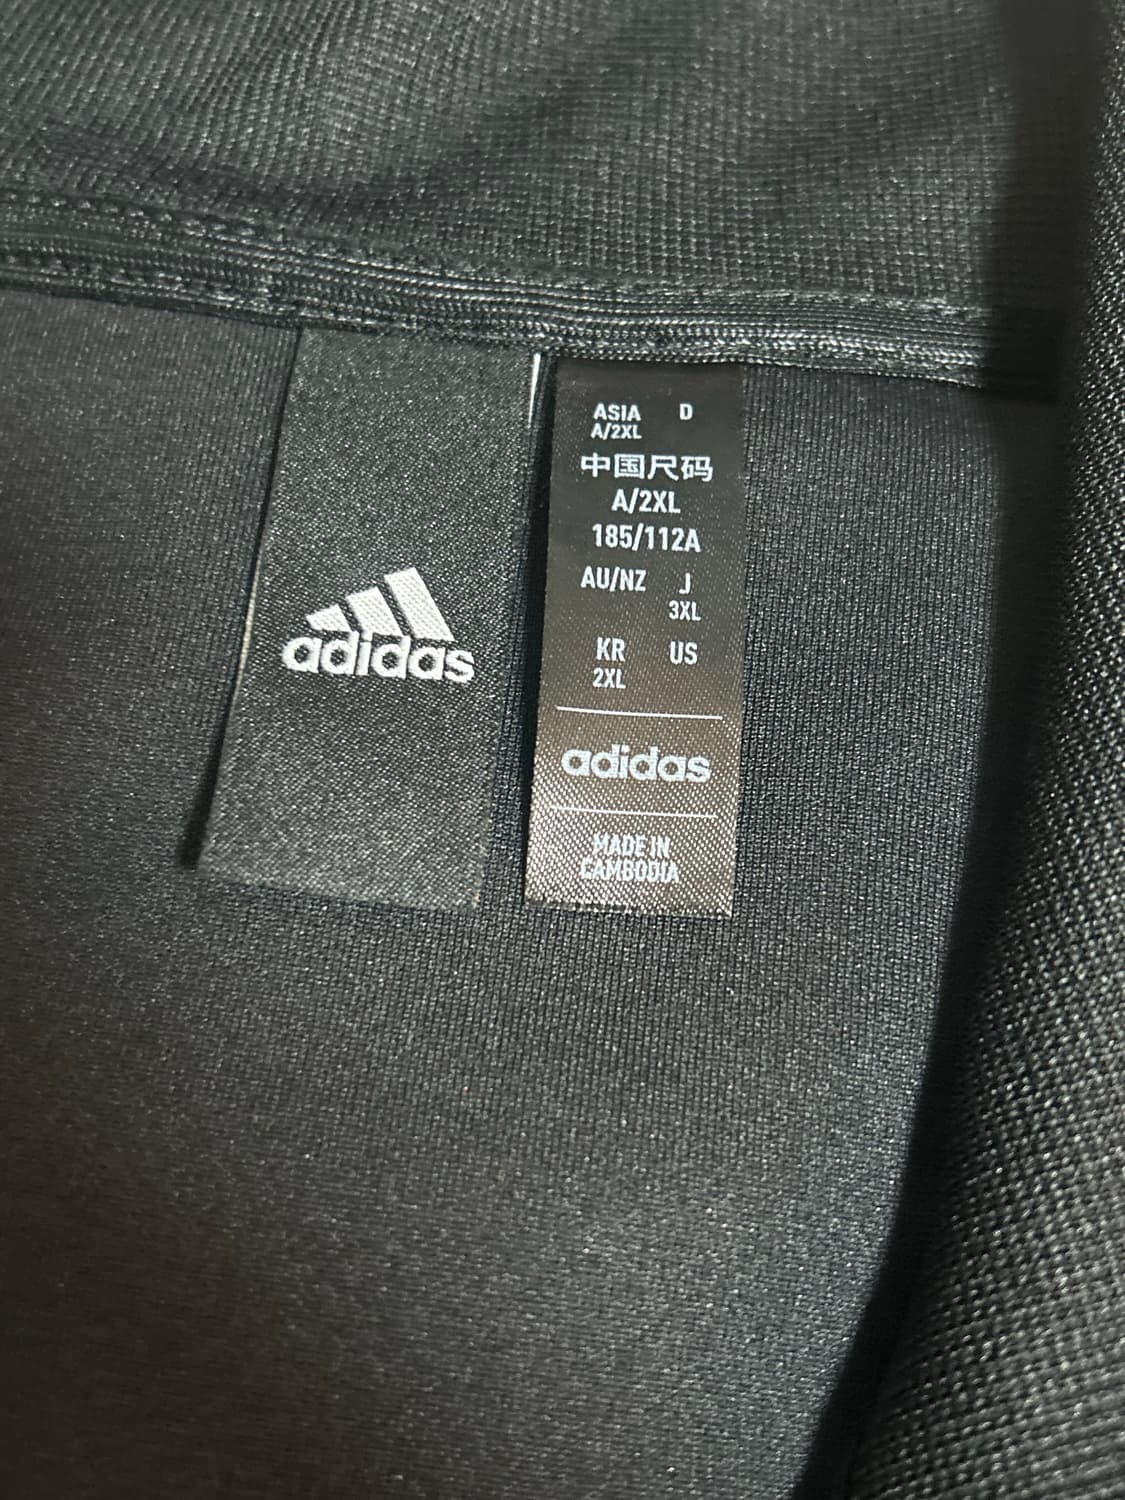 adidas
ASIA D
A/2XL
中国尺码
A/2XL
185/112A
AU/NZ J
3XL
KR US
2XL
adidas
MADE IN
CAMBODIA